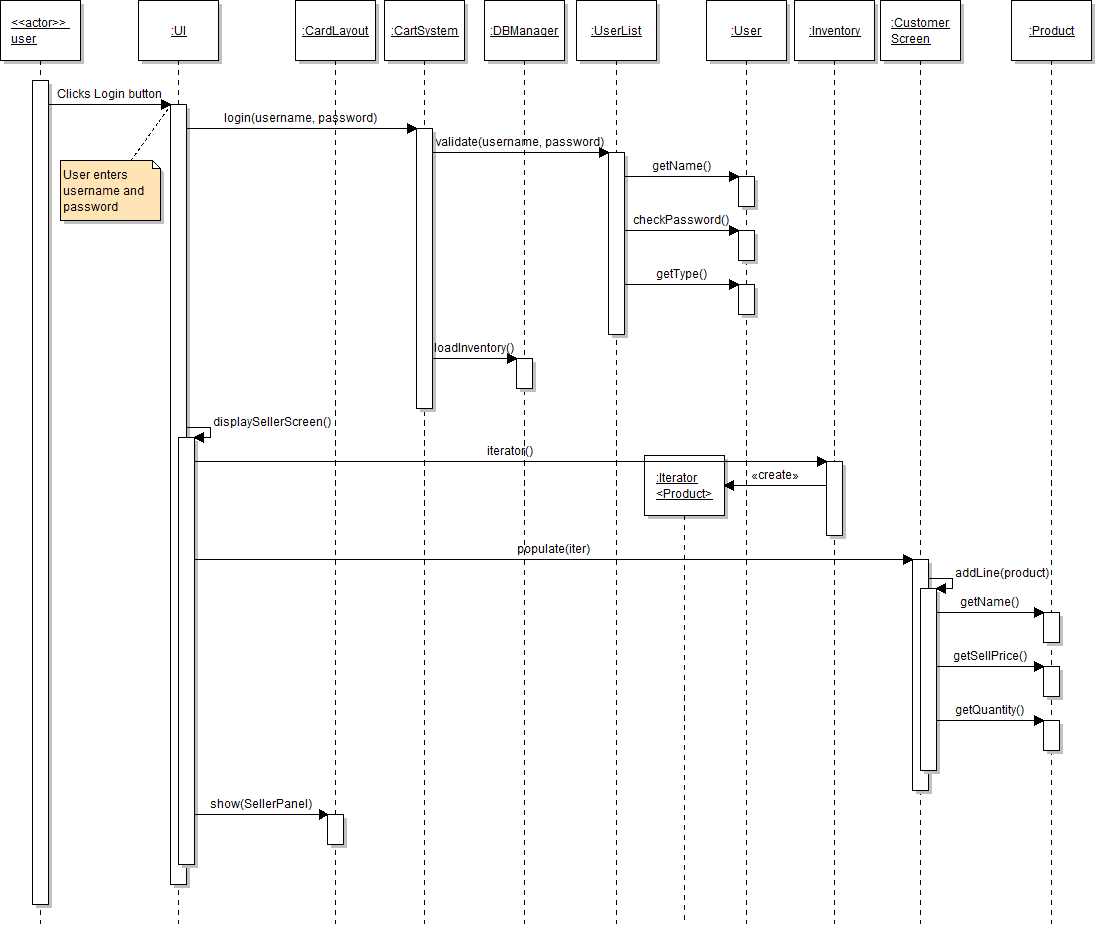 <<actor>>
user
:UI
:CardLayout
:CartSystem
:DBManager
:UserList
:User
:Inventory
:Customer
Screen
:Product
Clicks Login button
login(username, password)
validate(username, password)
getName()
User enters
username and
password
checkPassword()
getType()
loadInventory()
displaySellerScreen()
iterator()
:Iterator
<Product>
«create»
populate(iter)
addLine(product)
getName()
getSellPrice()
getQuantity()
show(SellerPanel)